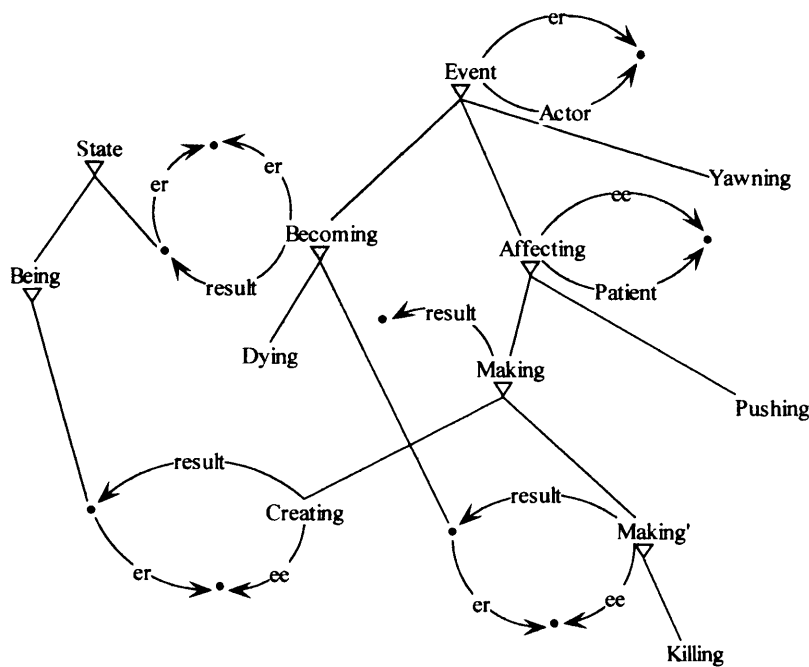 er
Event
Actor
State
er
er
Yawning
ee
Becoming
Affecting
Being
result
Patient
result
Dying
Making
Pushing
result
result
Creating
Making'
er
ee
er
ee
Killing